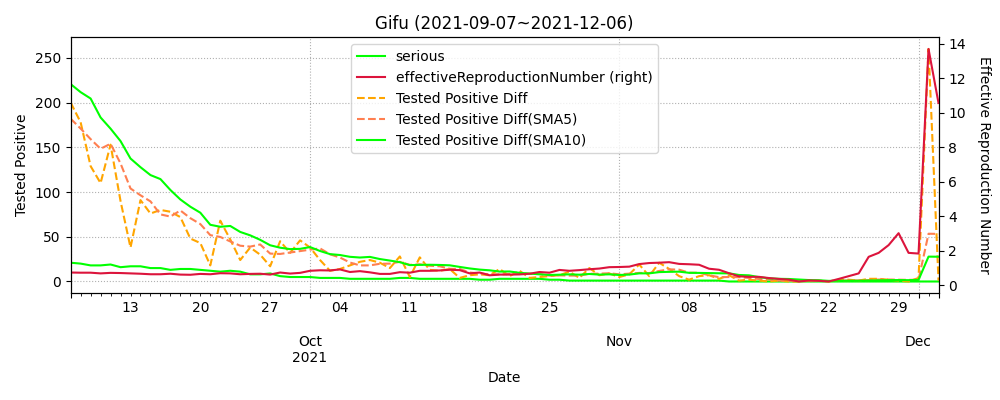 Gifu (2021-09-07~2021-12-06)
serious
effectiveReproductionNumber (right)
Tested Positive Diff
Tested Positive Diff(SMA5)
Tested Positive Diff(SMA10)
250
200
150
100
50
0
Tested Positive
14
12
10
8
6
4
2
0
Effective Reproduction Number
13 20 27 04 11 18 25 08 15 22 29
Oct Nov Dec
2021
Date